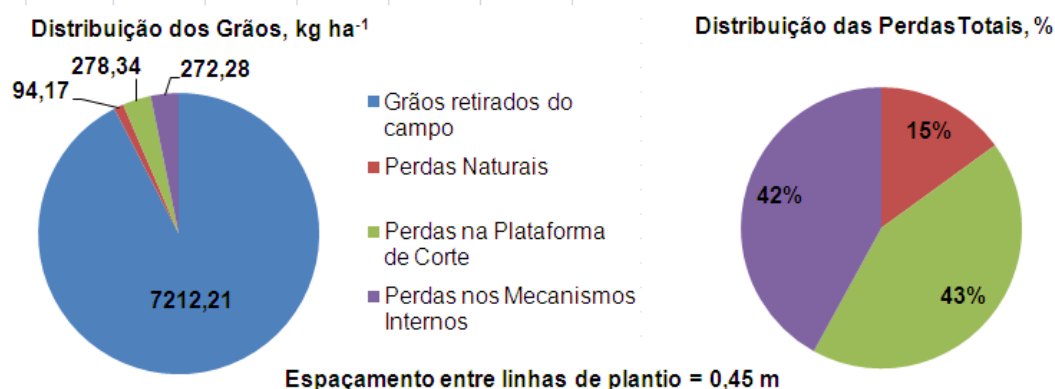 Distribuição dos Grãos, kg ha⁻¹
278,34
272,28
94,17
7212,21
Grãos retirados do
campo
Perdas Naturais
Perdas na Plataforma
de Corte
Perdas nos Mecanismos
Internos
Distribuição das Perdas Totais, %
15%
42%
43%
Espaçamento entre linhas de plantio = 0,45 m